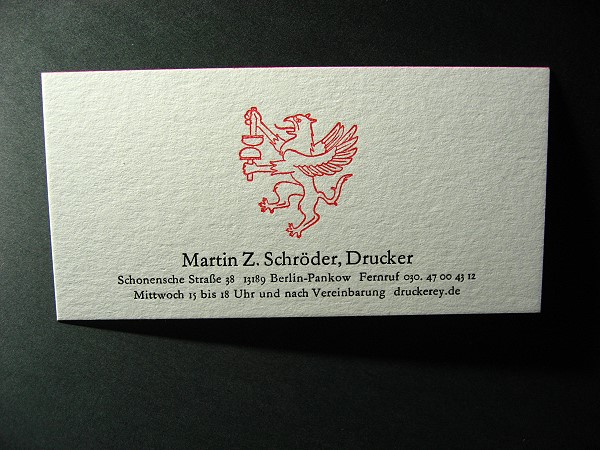 Martin Z. Schröder, Drucker
Schonensche Straße 38 13189 Berlin-Pankow Fernruf 030. 47 00 43 12
Mittwoch 15 bis 18 Uhr und nach Vereinbarung druckerey.de